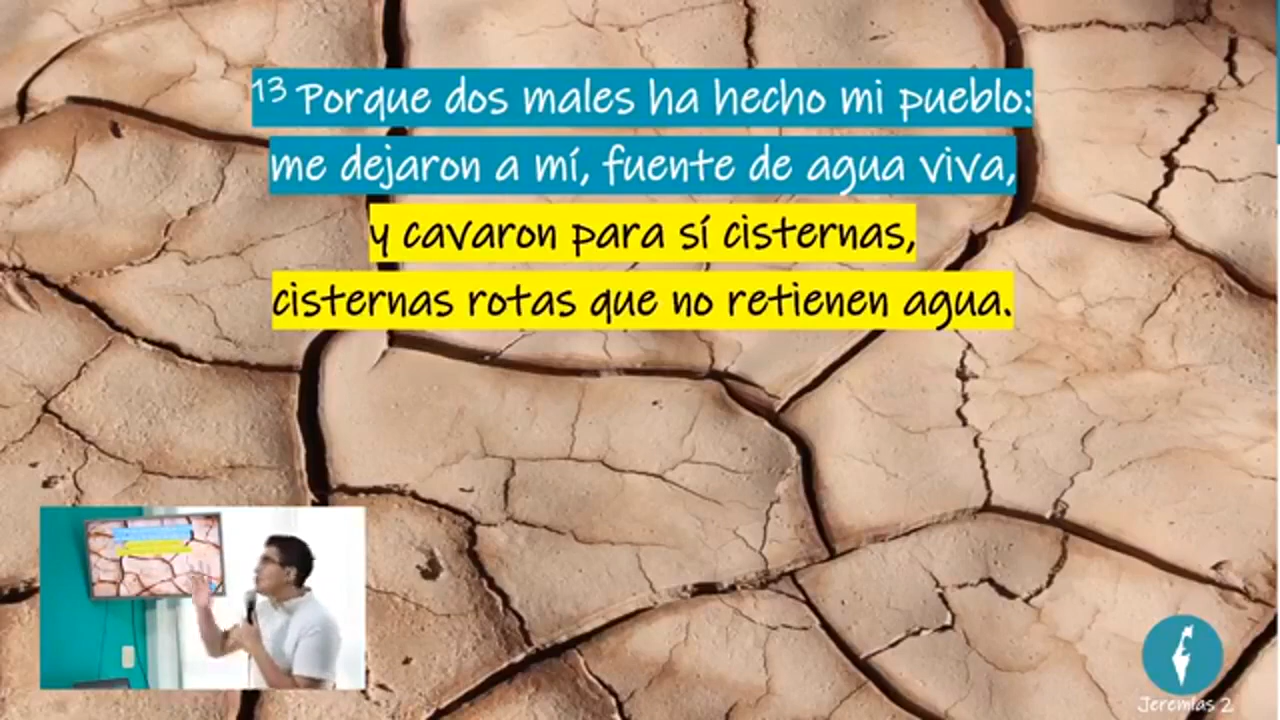 13 Porque dos males ha hecho mi pueblo:
me dejaron a mí, fuente de agua viva,
y cavaron para sí cisternas,
cisternas rotas que no retienen agua.
Jeremías 2